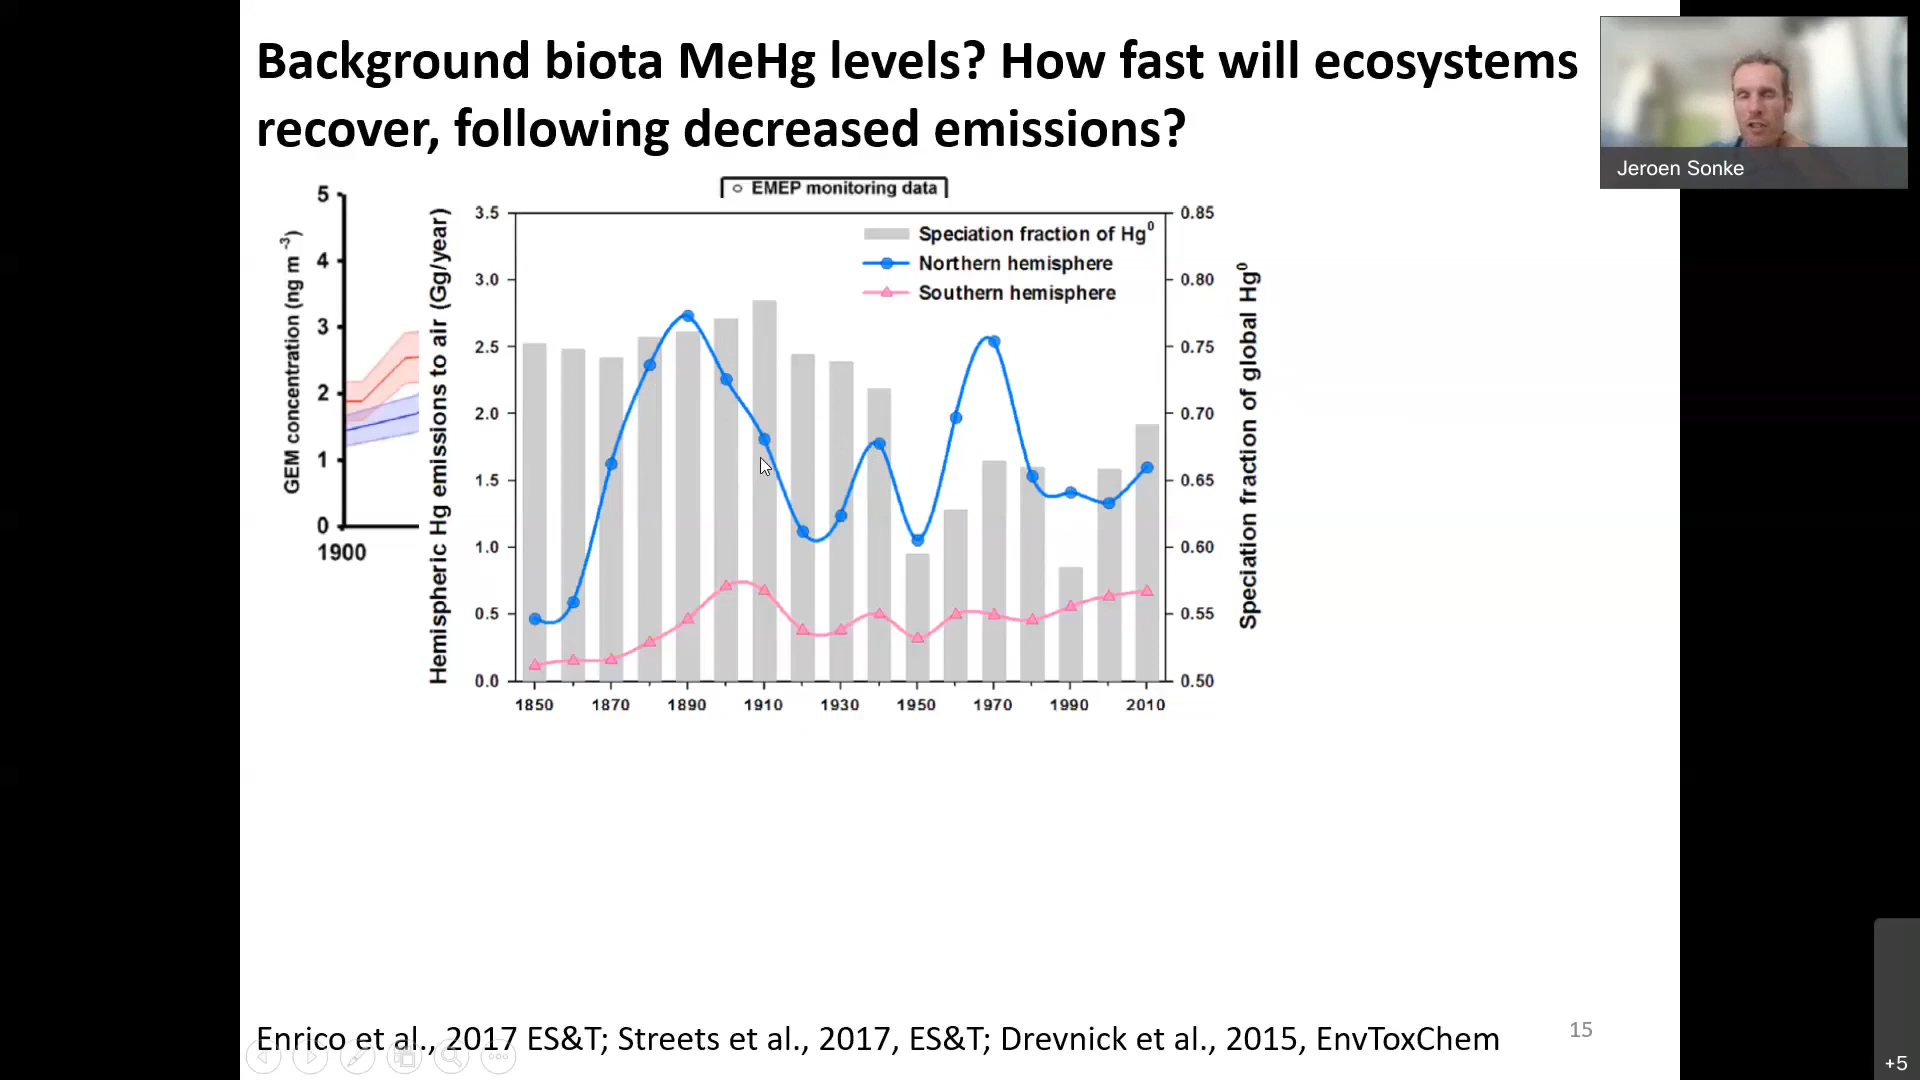 Background biota MeHg levels? How fast will ecosystems
recover, following decreased emissions?
Jeroen Sonke
EMEP monitoring data
GEM concentration (ng m⁻³)
5
4
3
2
1
0
1900
Hemispheric Hg emissions to air (Gg/year)
3.5
3.0
2.5
2.0
1.5
1.0
0.5
0.0
Speciation fraction of Hg⁰
Northern hemisphere
Southern hemisphere
0.85
0.80
0.75
0.70
0.65
0.60
0.55
0.50
Speciation fraction of global Hg⁰
1850 1870 1890 1910 1930 1950 1970 1990 2010
Enrico et al., 2017 ES&T; Streets et al., 2017, ES&T; Drevnick et al., 2015, EnvToxChem
15
+5